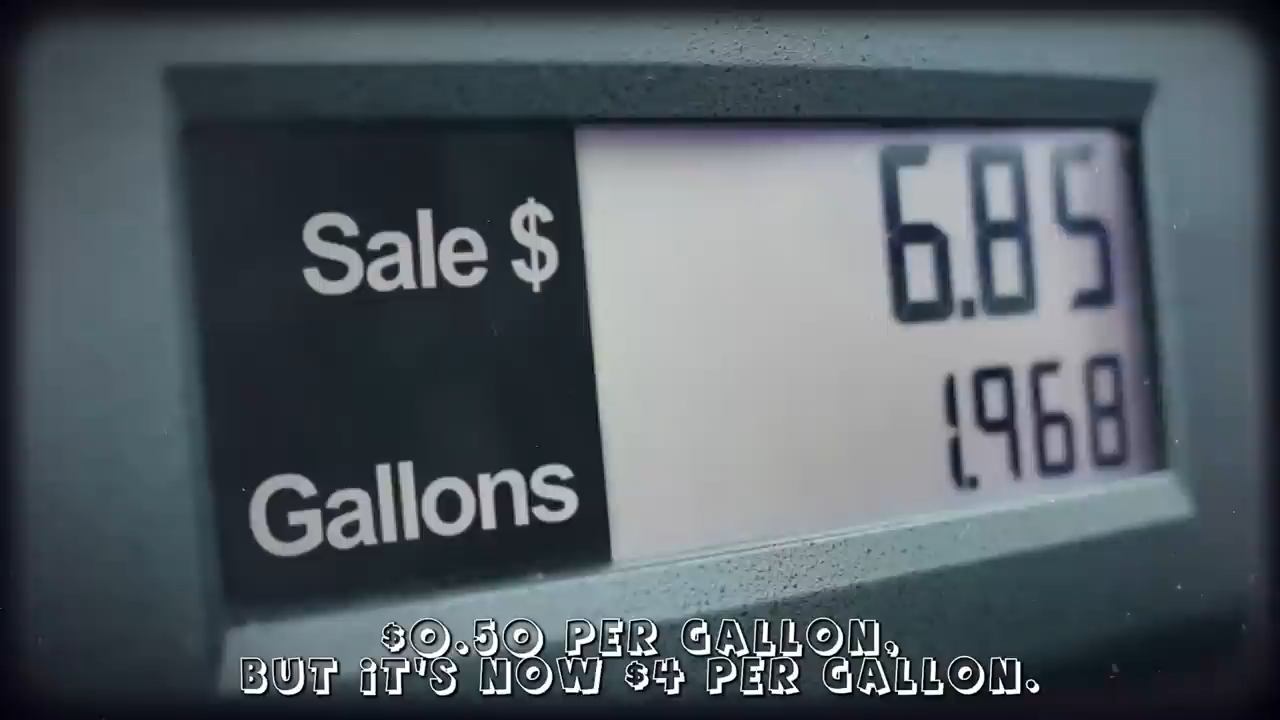 Sale $ 6.85
Gallons 1.968
$0.50 PER GALLON,
BUT iT'S NOW $4 PER GALLON.